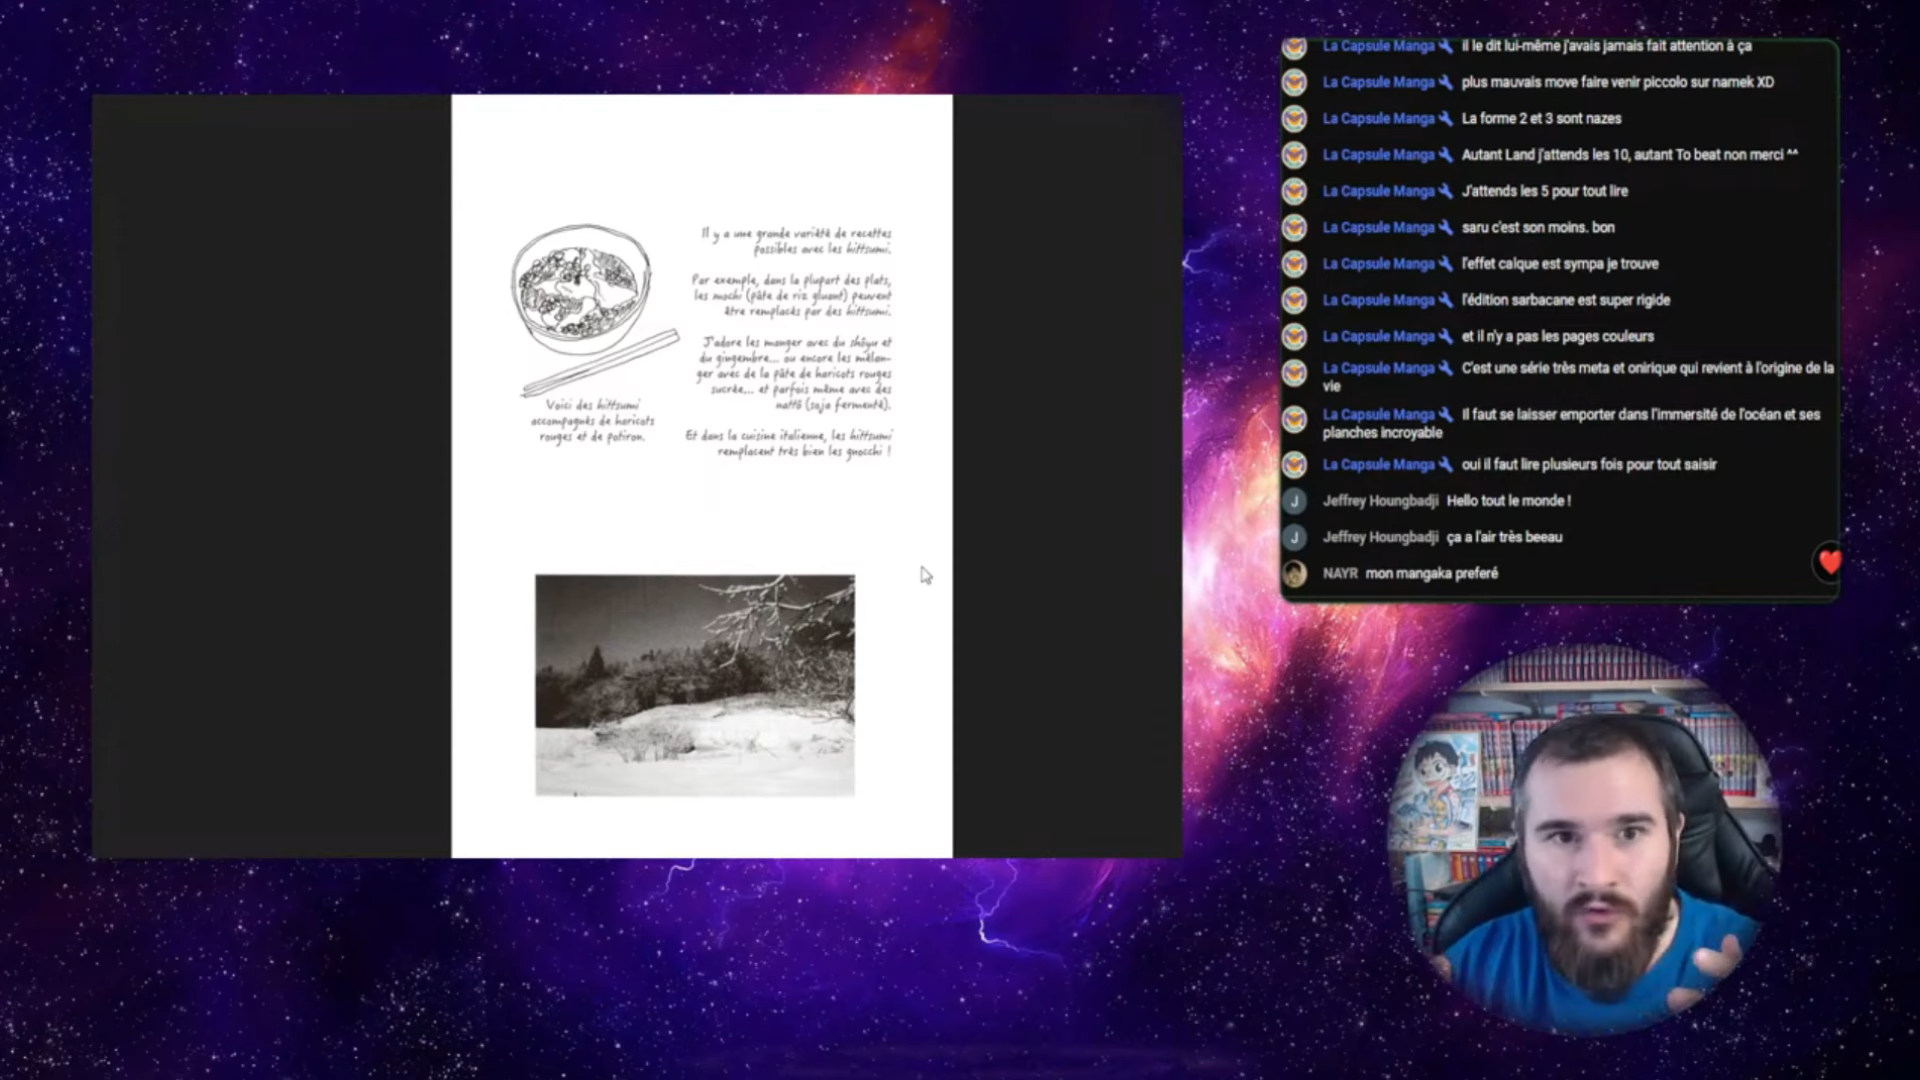 Il y a une grande variété de recettes
possibles avec les hittsumi.
Par exemple, dans la plupart des plats,
les mochi (pâte de riz gluant) peuvent
être remplacés par des hittsumi.
J'adore les manger avec du shôyu et
du gingembre... ou encore les mélan-
ger avec de la pâte de haricots rouges
sucrée... et parfois même avec des
nattô (soja fermenté).
Et dans la cuisine italienne, les hittsumi
remplacent très bien les gnocchi !
Voici des hittsumi
accompagnés de haricots
rouges et de potiron.
La Capsule Manga il le dit lui-même j'avais jamais fait attention à ça
La Capsule Manga plus mauvais move faire venir piccolo sur namek XD
La Capsule Manga La forme 2 et 3 sont nazes
La Capsule Manga Autant Land j'attends les 10, autant To beat non merci ^^
La Capsule Manga J'attends les 5 pour tout lire
La Capsule Manga saru c'est son moins. bon
La Capsule Manga l'effet calque est sympa je trouve
La Capsule Manga l'édition sarbacane est super rigide
La Capsule Manga et il n'y a pas les pages couleurs
La Capsule Manga C'est une série très meta et onirique qui revient à l'origine de la
vie
La Capsule Manga Il faut se laisser emporter dans l'immersité de l'océan et ses
planches incroyable
La Capsule Manga oui il faut lire plusieurs fois pour tout saisir
J Jeffrey Houngbadji Hello tout le monde !
J Jeffrey Houngbadji ça a l'air très beeau
NAYR mon mangaka preferé